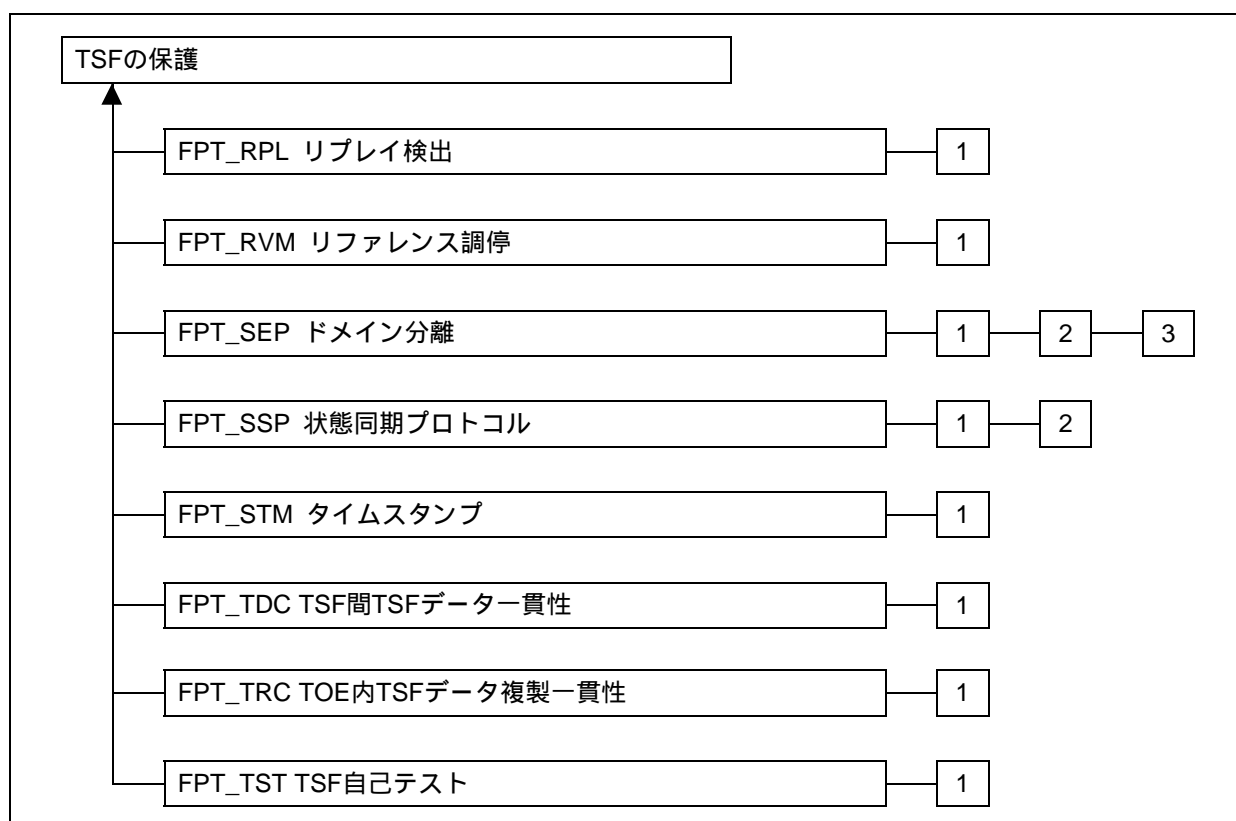 TSFの保護
FPT_RPL リプレイ検出 1
FPT_RVM リファレンス調停 1
FPT_SEP ドメイン分離 1 2 3
FPT_SSP 状態同期プロトコル 1 2
FPT_STM タイムスタンプ 1
FPT_TDC TSF間TSFデータ一貫性 1
FPT_TRC TOE内TSFデータ複製一貫性 1
FPT_TST TSF自己テスト 1